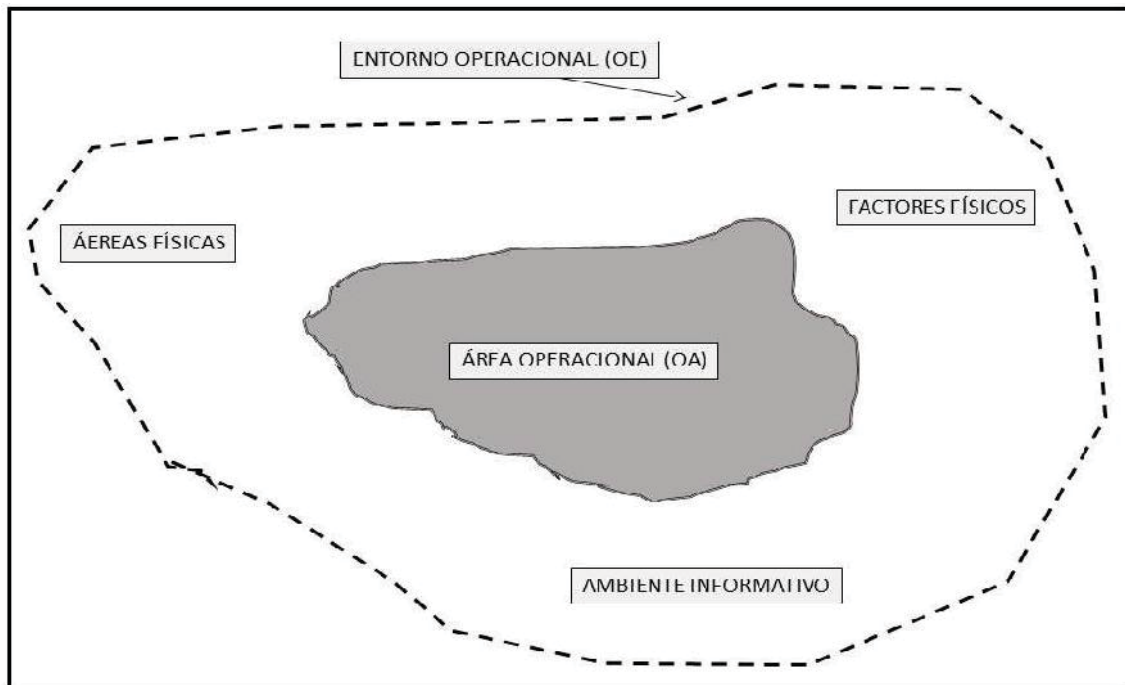 ENTORNO OPERACIONAL (OE)
FACTORES FÍSICOS
ÁEREAS FÍSICAS
ÁREA OPERACIONAL (OA)
AMBIENTE INFORMATIVO